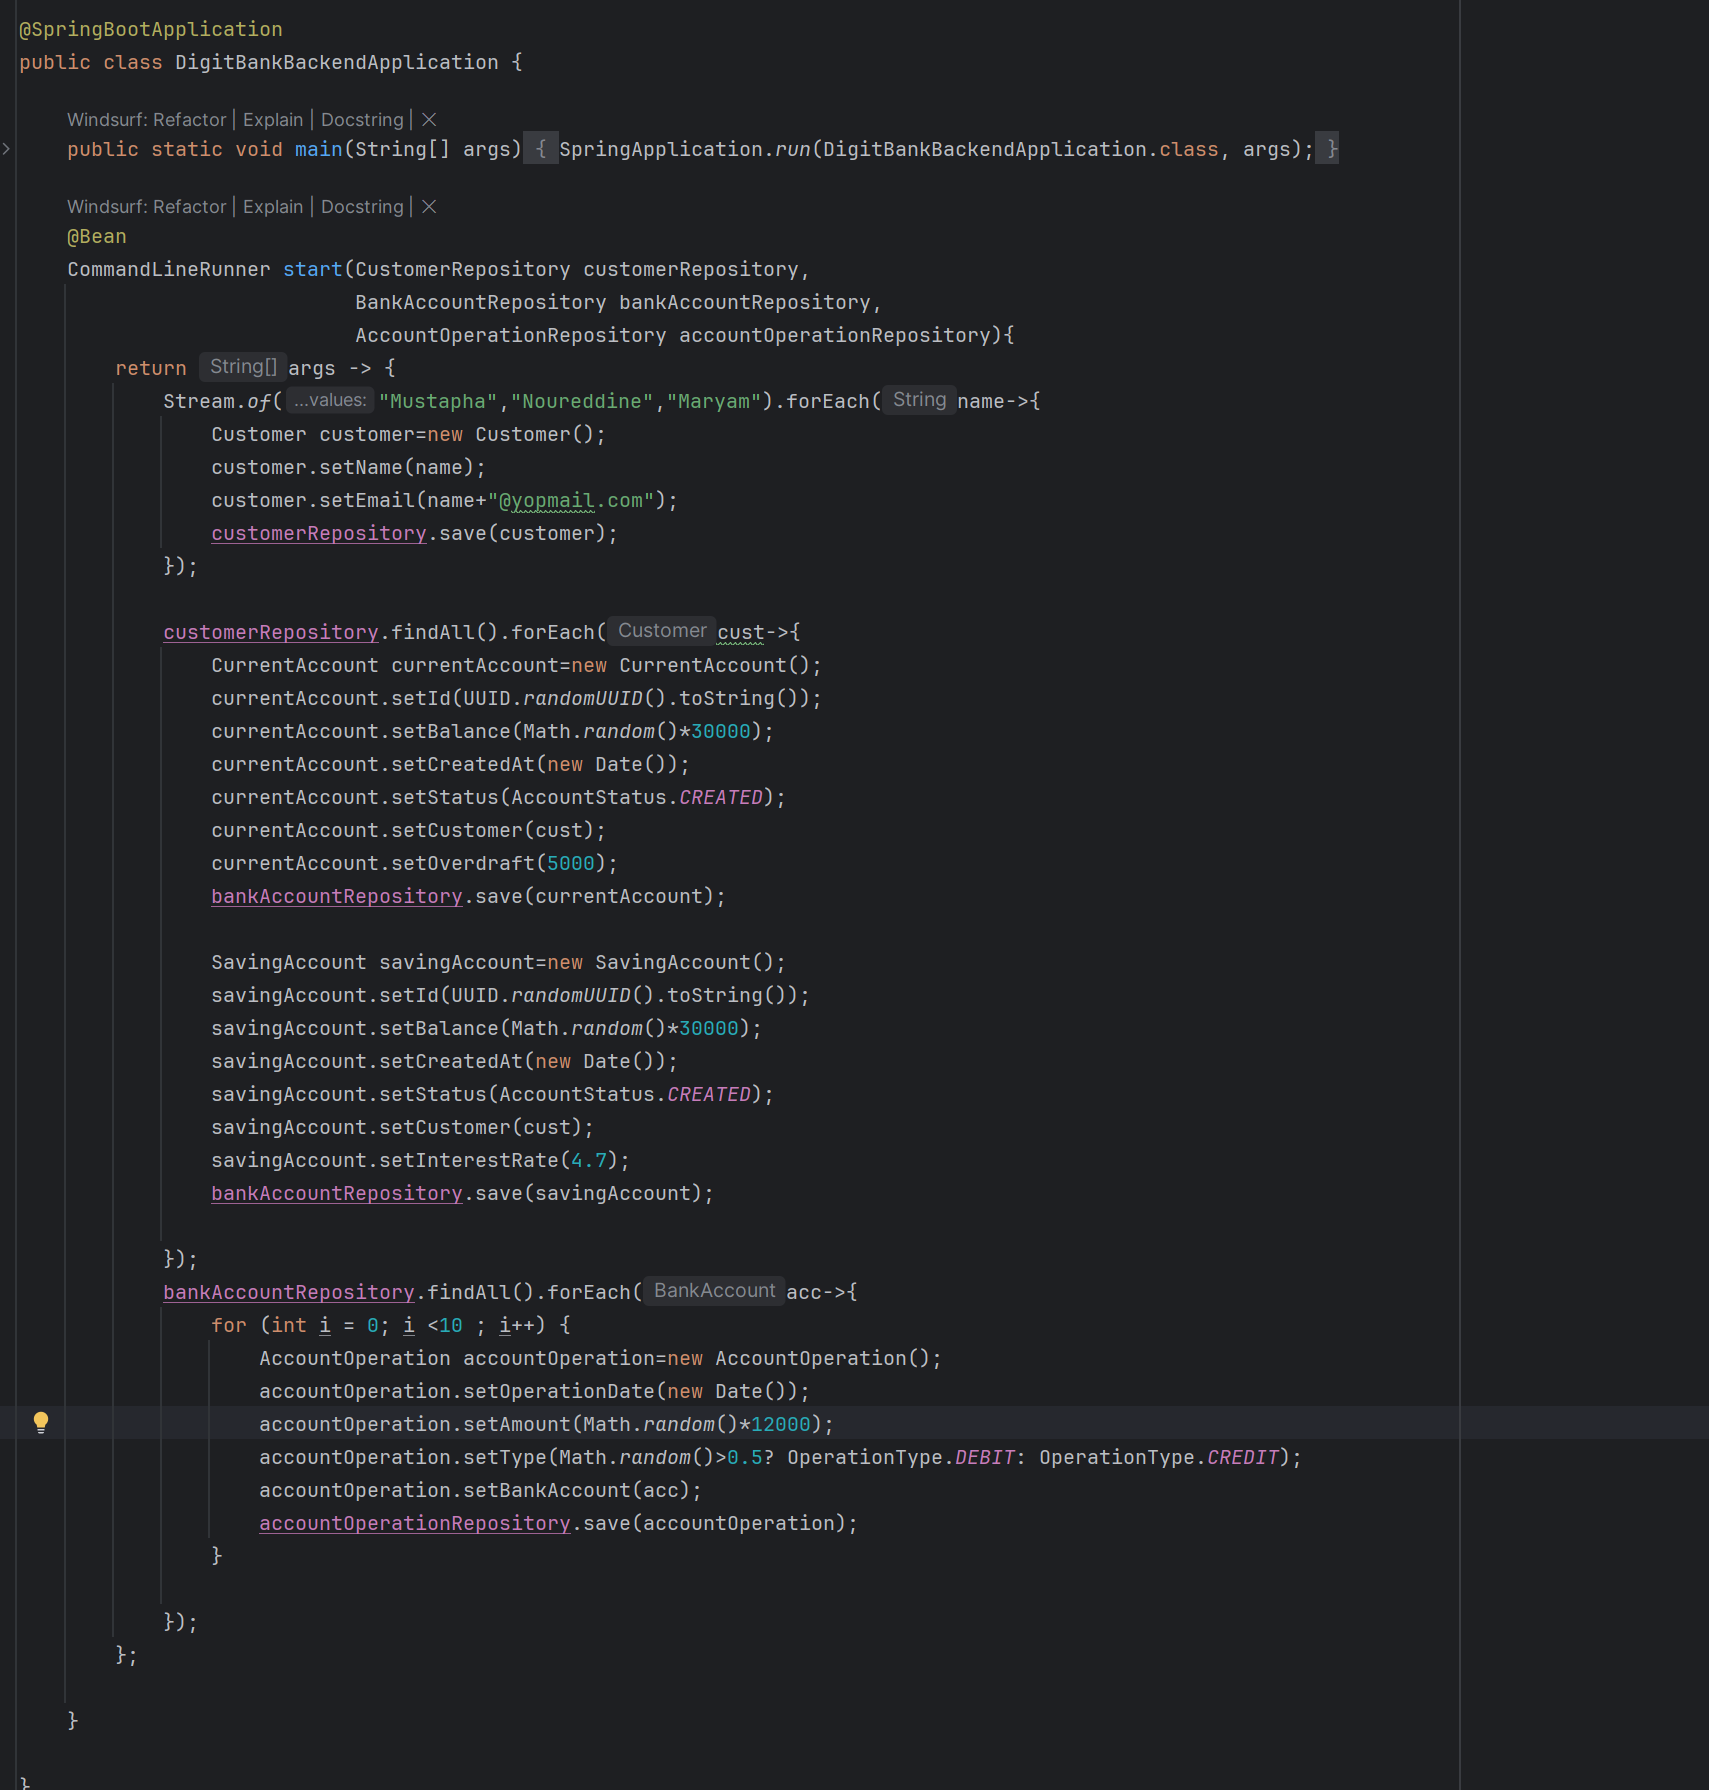 @SpringBootApplication
public class DigitBankBackendApplication {
Windsurf: Refactor | Explain | Docstring | ×
public static void main(String[] args) { SpringApplication.run(DigitBankBackendApplication.class, args); }
Windsurf: Refactor | Explain | Docstring | ×
@Bean
CommandLineRunner start(CustomerRepository customerRepository,
BankAccountRepository bankAccountRepository,
AccountOperationRepository accountOperationRepository){
return String[] args -> {
Stream.of( ...values: "Mustapha","Noureddine","Maryam").forEach( String name->{
Customer customer=new Customer();
customer.setName(name);
customer.setEmail(name+"@yopmail.com");
customerRepository.save(customer);
});
customerRepository.findAll().forEach( Customer cust->{
CurrentAccount currentAccount=new CurrentAccount();
currentAccount.setId(UUID.randomUUID().toString());
currentAccount.setBalance(Math.random()*30000);
currentAccount.setCreatedAt(new Date());
currentAccount.setStatus(AccountStatus.CREATED);
currentAccount.setCustomer(cust);
currentAccount.setOverdraft(5000);
bankAccountRepository.save(currentAccount);
SavingAccount savingAccount=new SavingAccount();
savingAccount.setId(UUID.randomUUID().toString());
savingAccount.setBalance(Math.random()*30000);
savingAccount.setCreatedAt(new Date());
savingAccount.setStatus(AccountStatus.CREATED);
savingAccount.setCustomer(cust);
savingAccount.setInterestRate(4.7);
bankAccountRepository.save(savingAccount);
});
bankAccountRepository.findAll().forEach( BankAccount acc->{
for (int i = 0; i <10 ; i++) {
AccountOperation accountOperation=new AccountOperation();
accountOperation.setOperationDate(new Date());
accountOperation.setAmount(Math.random()*12000);
accountOperation.setType(Math.random()>0.5? OperationType.DEBIT: OperationType.CREDIT);
accountOperation.setBankAccount(acc);
accountOperationRepository.save(accountOperation);
}
});
};
}
}